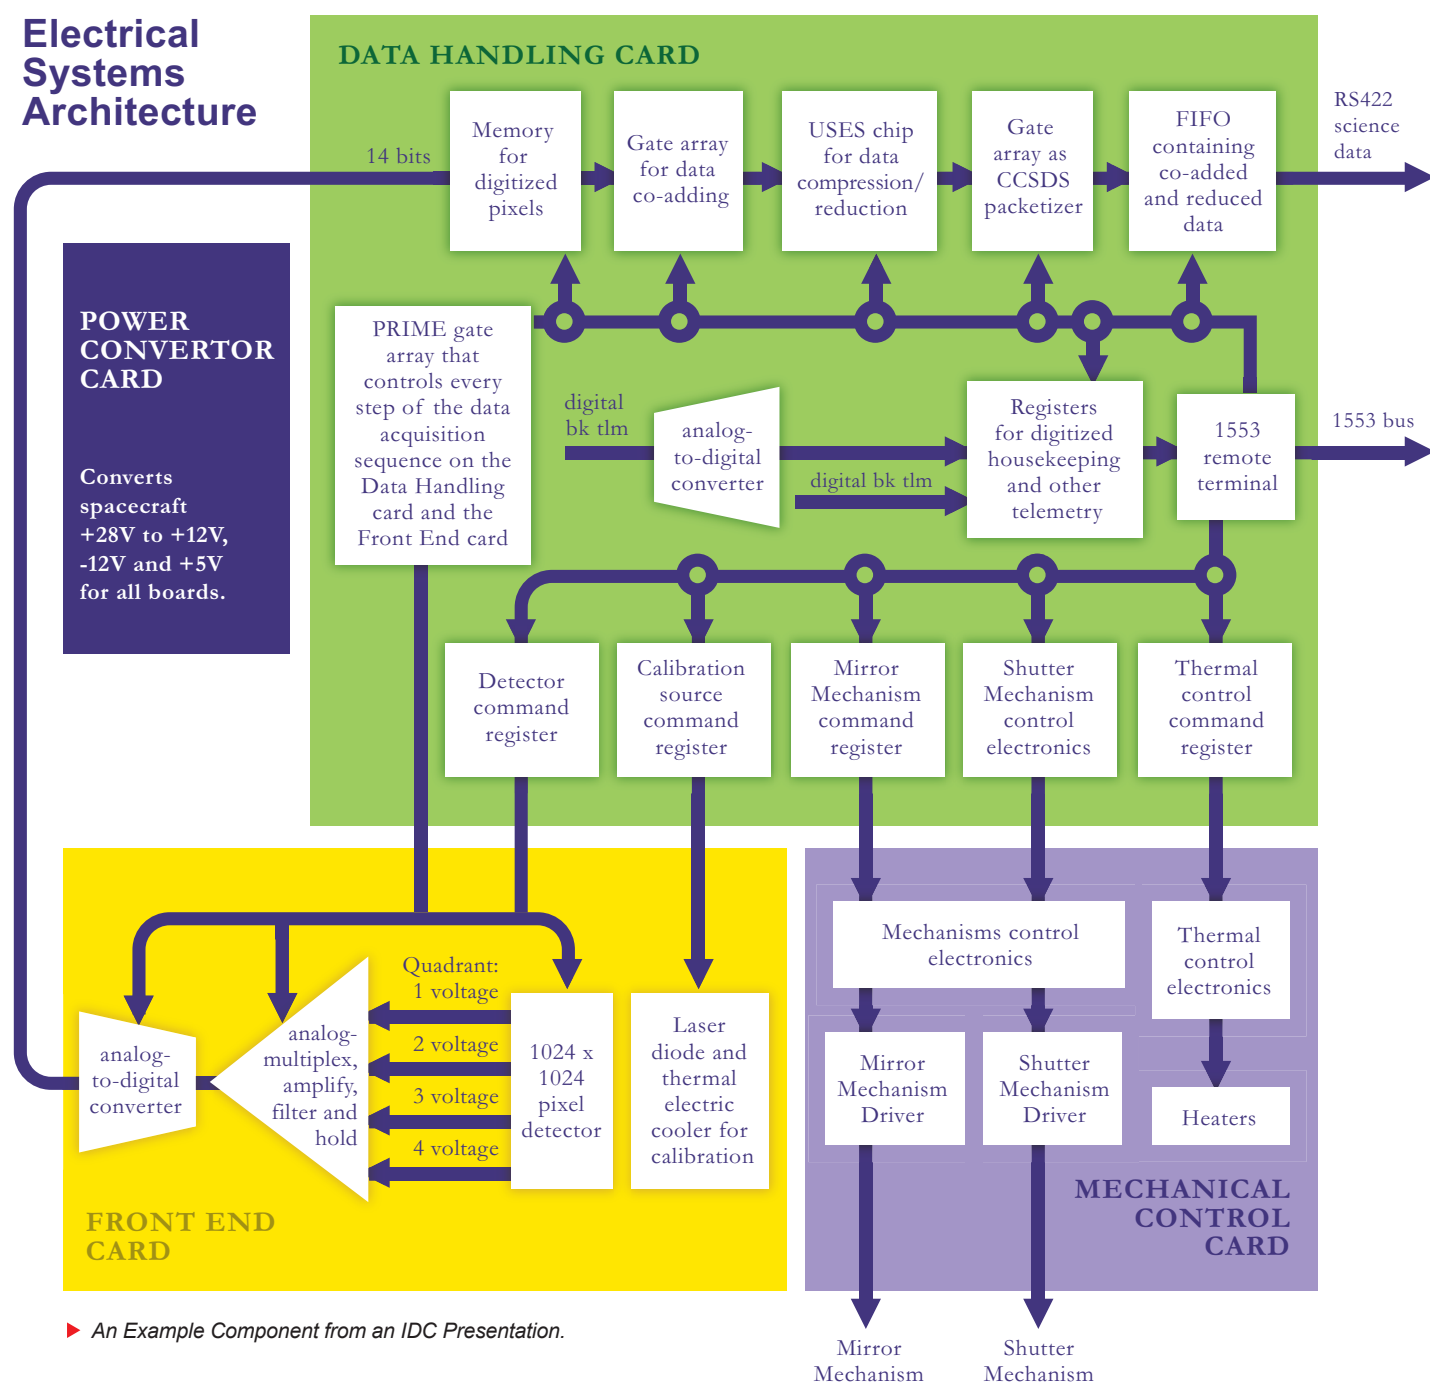 Electrical
Systems
Architecture
DATA HANDLING CARD
14 bits
Memory
for
digitized
pixels
Gate array
for data
co-adding
USES chip
for data
compression/
reduction
Gate
array as
CCSDS
packetizer
FIFO
containing
co-added
and reduced
data
RS422
science
data
POWER
CONVERTOR
CARD
Converts
spacecraft
+28V to +12V,
-12V and +5V
for all boards.
PRIME gate
array that
controls every
step of the data
acquisition
sequence on the
Data Handling
card and the
Front End card
digital
bk tlm
analog-
to-digital
converter
digital bk tlm
Registers
for digitized
housekeeping
and other
telemetry
1553
remote
terminal
1553 bus
Detector
command
register
Calibration
source
command
register
Mirror
Mechanism
command
register
Shutter
Mechanism
control
electronics
Thermal
control
command
register
Quadrant:
1 voltage
2 voltage
3 voltage
4 voltage
analog-
to-digital
converter
analog-
multiplex,
amplify,
filter and
hold
1024 x
1024
pixel
detector
Laser
diode and
thermal
electric
cooler for
calibration
FRONT END
CARD
Mechanisms control
electronics
Thermal
control
electronics
Mirror
Mechanism
Driver
Shutter
Mechanism
Driver
Heaters
MECHANICAL
CONTROL
CARD
Mirror
Mechanism
Shutter
Mechanism
An Example Component from an IDC Presentation.